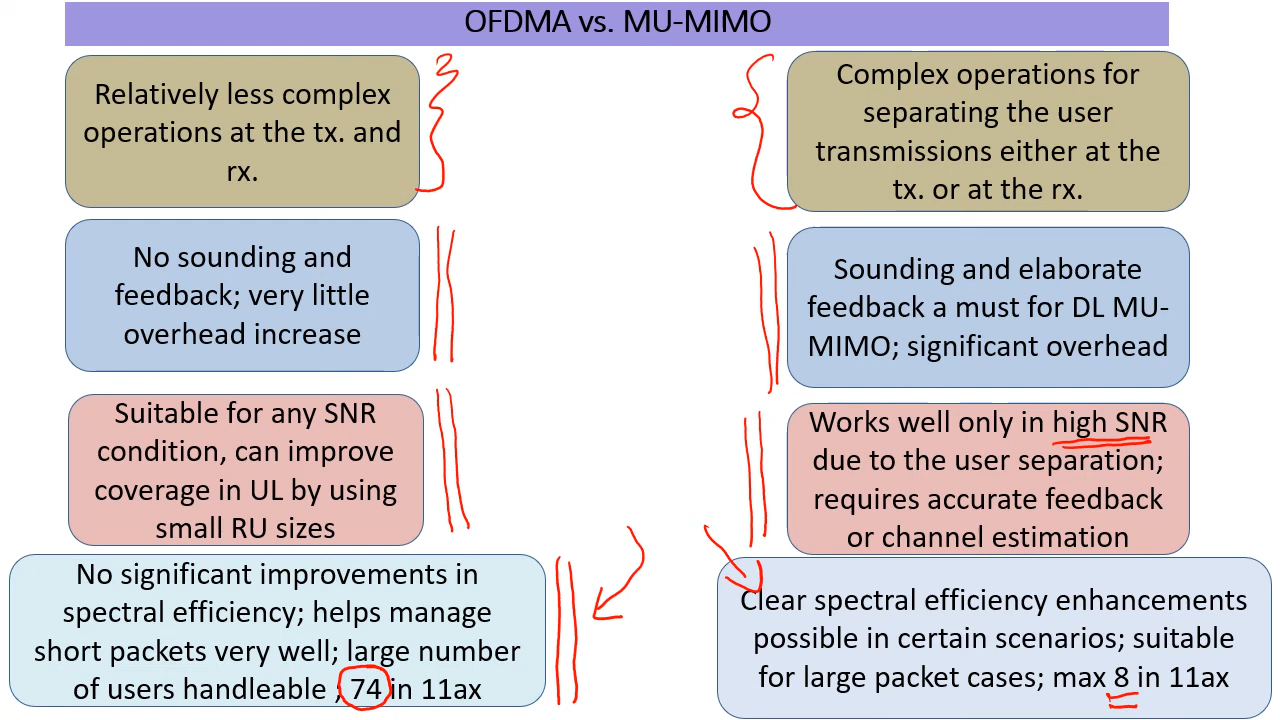 OFDMA vs. MU-MIMO
Relatively less complex
operations at the tx. and
rx.
Complex operations for
separating the user
transmissions either at the
tx. or at the rx.
No sounding and
feedback; very little
overhead increase
Sounding and elaborate
feedback a must for DL MU-
MIMO; significant overhead
Suitable for any SNR
condition, can improve
coverage in UL by using
small RU sizes
Works well only in high SNR
due to the user separation;
requires accurate feedback
or channel estimation
No significant improvements in
spectral efficiency; helps manage
short packets very well; large number
of users handleable ; 74 in 11ax
Clear spectral efficiency enhancements
possible in certain scenarios; suitable
for large packet cases; max 8 in 11ax